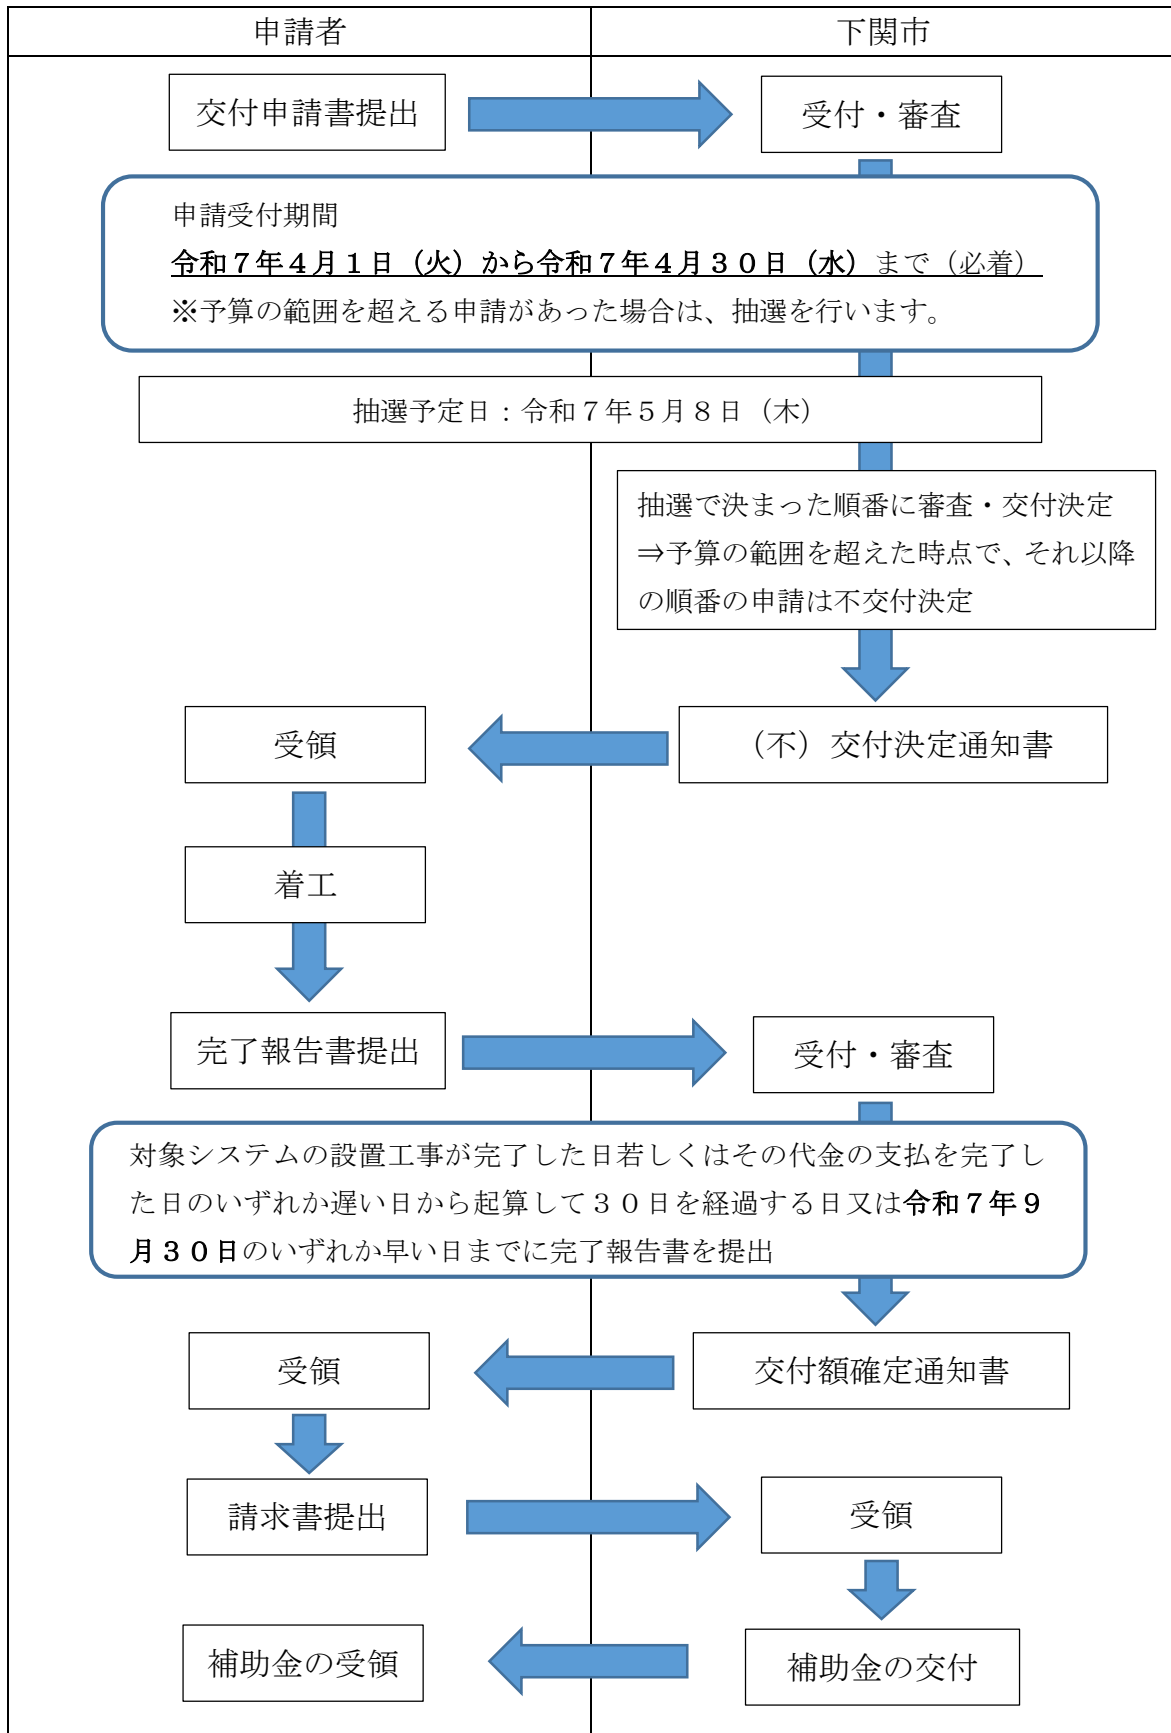 申請者
下関市
交付申請書提出
受付・審査
申請受付期間
令和７年４月１日（火）から令和７年４月３０日（水）まで（必着）
※予算の範囲を超える申請があった場合は、抽選を行います。
抽選予定日：令和７年５月８日（木）
抽選で決まった順番に審査・交付決定
⇒予算の範囲を超えた時点で、それ以降
の順番の申請は不交付決定
受領
（不）交付決定通知書
着工
完了報告書提出
受付・審査
対象システムの設置工事が完了した日若しくはその代金の支払を完了し
た日のいずれか遅い日から起算して３０日を経過する日又は令和７年９
月３０日のいずれか早い日までに完了報告書を提出
受領
交付額確定通知書
請求書提出
受領
補助金の受領
補助金の交付